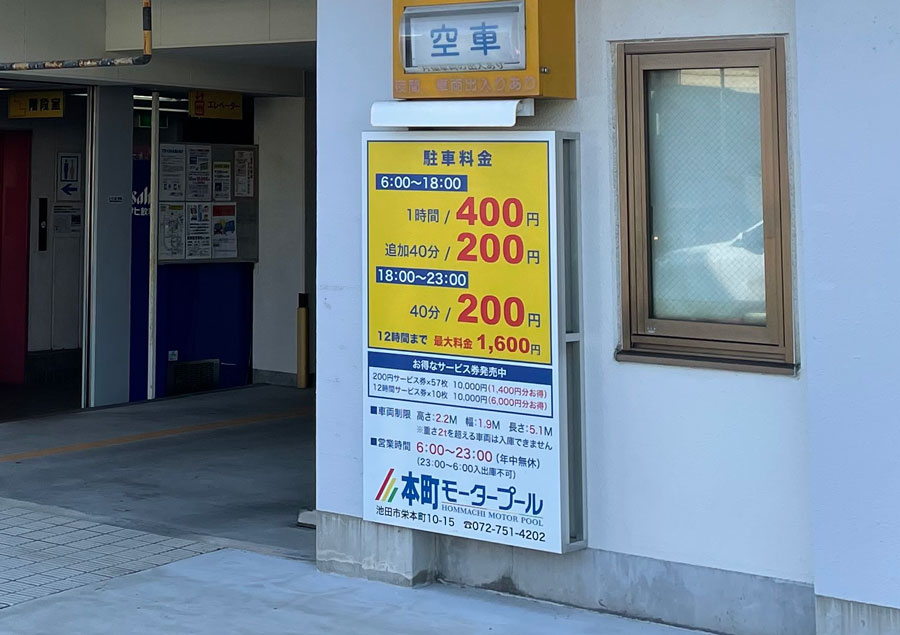 空車
夜間 車両出入りあり
階段室
エレベーター
駐車料金
6:00〜18:00
1時間 / 400円
追加40分 / 200円
18:00〜23:00
40分 / 200円
12時間まで 最大料金 1,600円
お得なサービス券発売中
200円サービス券×57枚 10,000円(1,400円分お得)
12時間サービス券×10枚 10,000円(6,000円分お得)
■車両制限 高さ:2.2M 幅:1.9M 長さ:5.1M
※重さ2tを超える車両は入庫できません
■営業時間 6:00〜23:00 (年中無休)
(23:00〜6:00入出庫不可)
本町モータープール
HOMMACHI MOTOR POOL
池田市栄本町10-15 ☎072-751-4202